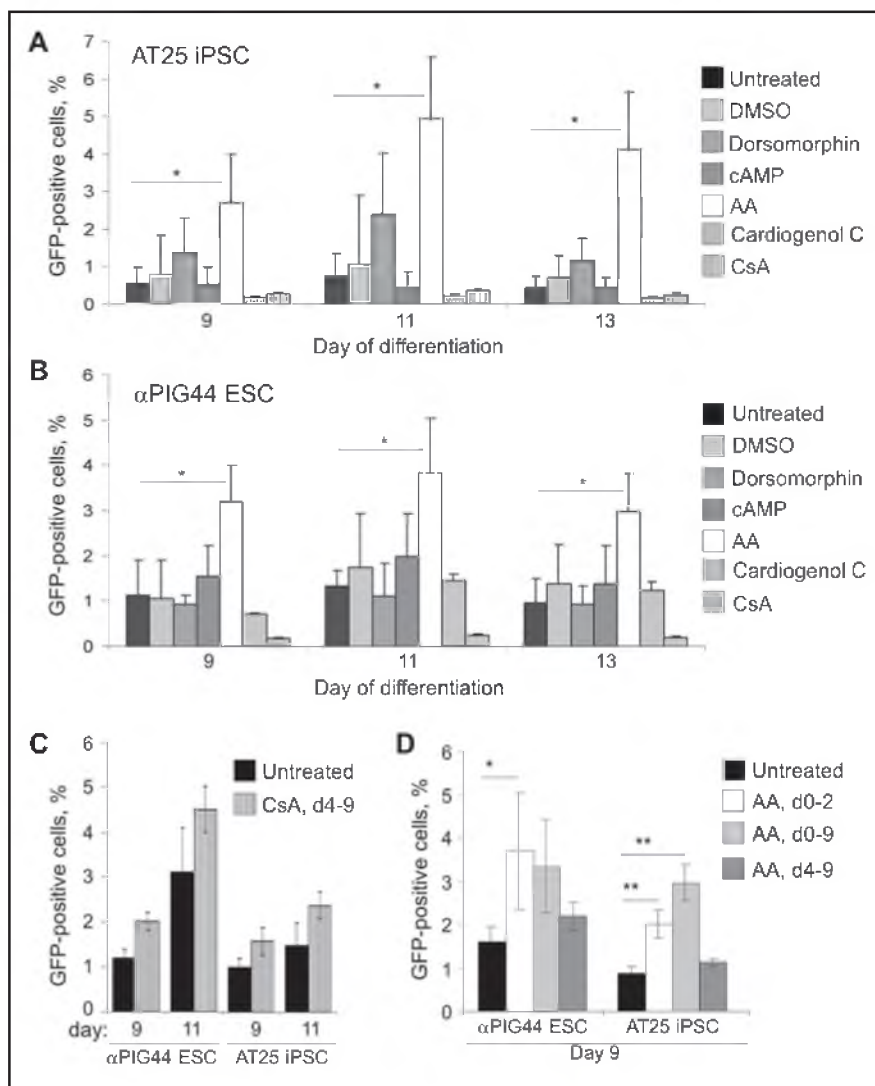 A
AT25 iPSC
GFP-positive cells, %
7
6
5
4
3
2
1
0
*
*
*
9
11
13
Day of differentiation
Untreated
DMSO
Dorsomorphin
cAMP
AA
Cardiogenol C
CsA
B
αPIG44 ESC
GFP-positive cells, %
6
5
4
3
2
1
0
*
*
*
9
11
13
Day of differentiation
Untreated
DMSO
Dorsomorphin
cAMP
AA
Cardiogenol C
CsA
C
GFP-positive cells, %
6
5
4
3
2
1
0
Untreated
CsA, d4-9
day: 9 11 9 11
αPIG44 ESC AT25 iPSC
D
GFP-positive cells, %
6
5
4
3
2
1
0
*
**
**
Untreated
AA, d0-2
AA, d0-9
AA, d4-9
αPIG44 ESC AT25 iPSC
Day 9